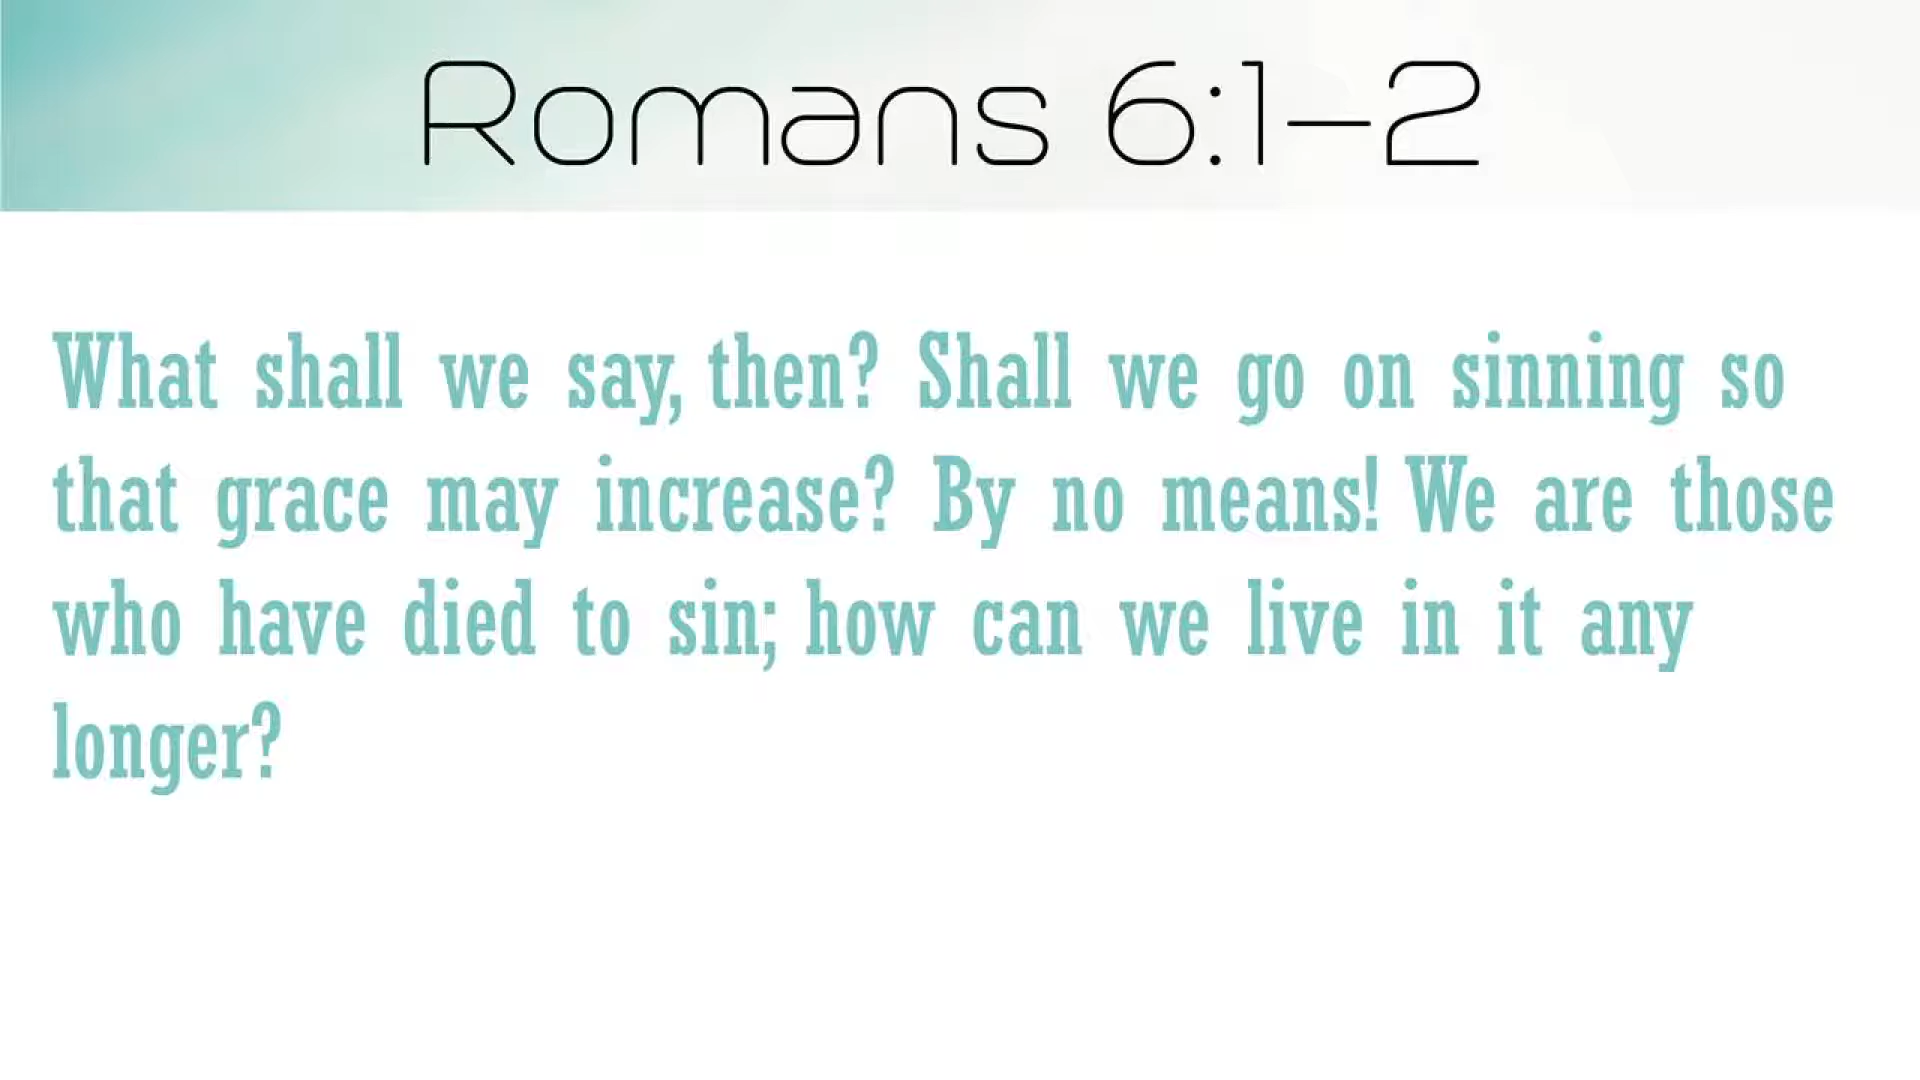 Romans 6:1–2
What shall we say, then? Shall we go on sinning so
that grace may increase? By no means! We are those
who have died to sin; how can we live in it any
longer?